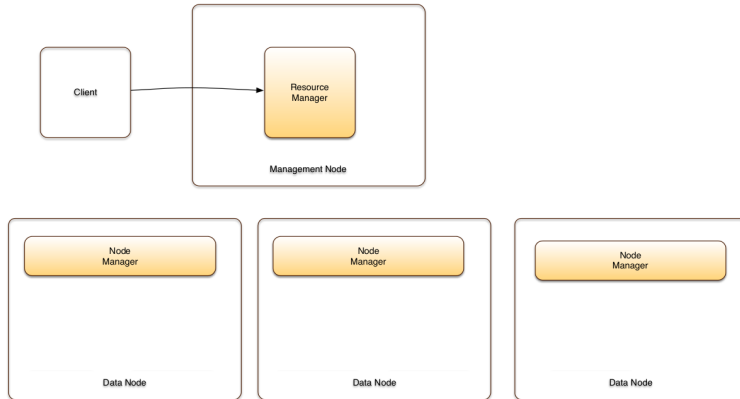 Client
Resource
Manager
Management Node
Node
Manager
Data Node
Node
Manager
Data Node
Node
Manager
Data Node